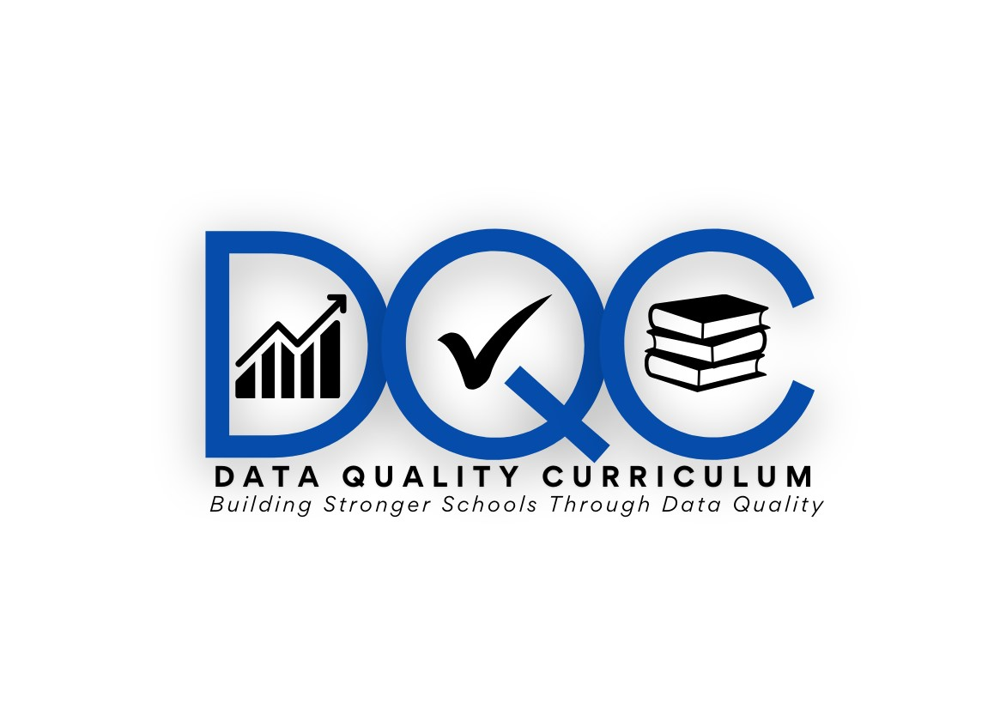 DQC
DATA QUALITY CURRICULUM
Building Stronger Schools Through Data Quality